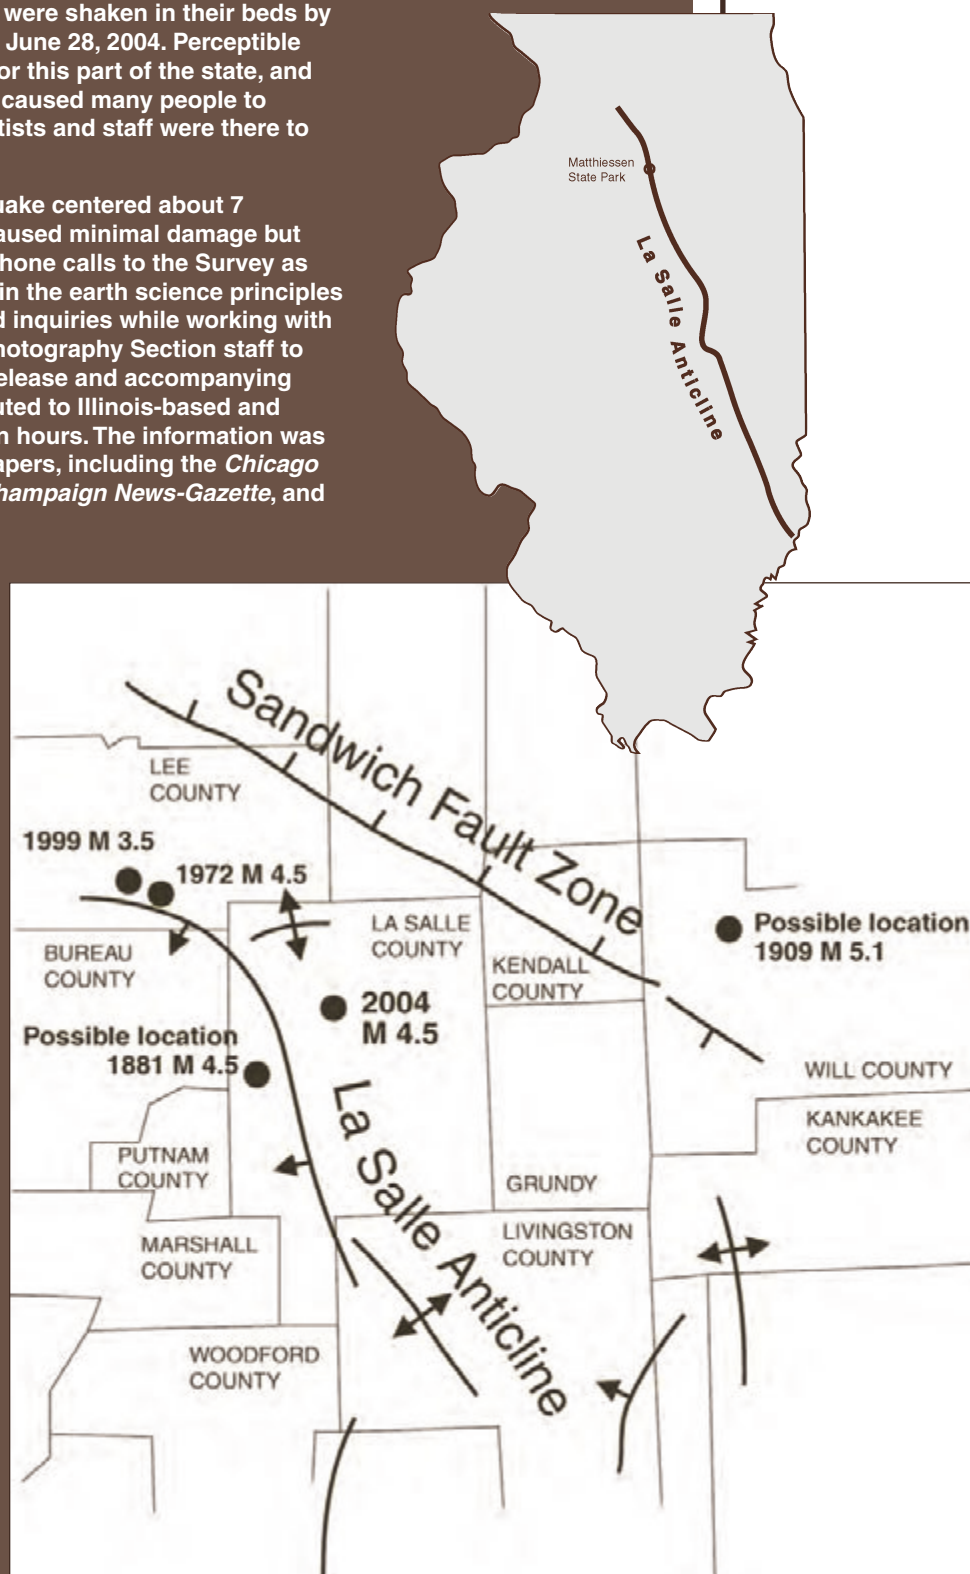 were shaken in their beds by
June 28, 2004. Perceptible
or this part of the state, and
caused many people to
tists and staff were there to
uake centered about 7
aused minimal damage but
hone calls to the Survey as
in the earth science principles
d inquiries while working with
hotography Section staff to
elease and accompanying
uted to Illinois-based and
n hours. The information was
apers, including the Chicago
hampaign News-Gazette, and
Matthiessen
State Park
La Salle Anticline
Sandwich Fault Zone
LEE
COUNTY
1999 M 3.5
1972 M 4.5
LA SALLE
COUNTY
BUREAU
COUNTY
KENDALL
COUNTY
Possible location
1909 M 5.1
2004
M 4.5
Possible location
1881 M 4.5
WILL COUNTY
KANKAKEE
COUNTY
La Salle Anticline
PUTNAM
COUNTY
GRUNDY
LIVINGSTON
COUNTY
MARSHALL
COUNTY
WOODFORD
COUNTY